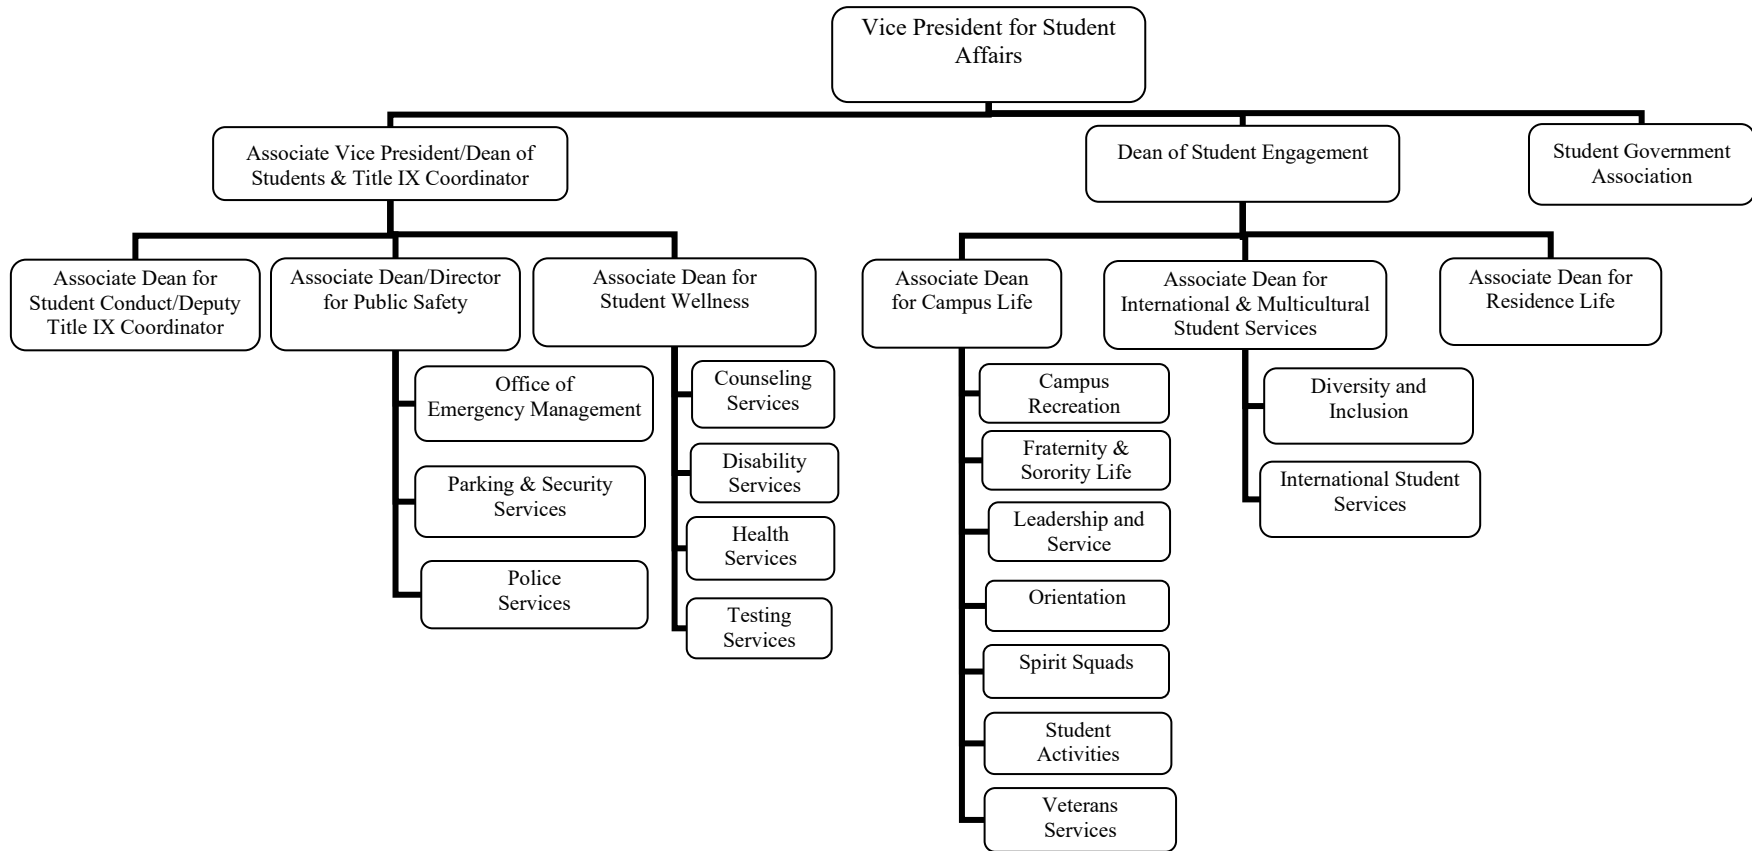 Vice President for Student
Affairs
Associate Vice President/Dean of
Students & Title IX Coordinator
Dean of Student Engagement
Student Government
Association
Associate Dean for
Student Conduct/Deputy
Title IX Coordinator
Associate Dean/Director
for Public Safety
Associate Dean for
Student Wellness
Associate Dean
for Campus Life
Associate Dean for
International & Multicultural
Student Services
Associate Dean for
Residence Life
Office of
Emergency Management
Parking & Security
Services
Police
Services
Counseling
Services
Disability
Services
Health
Services
Testing
Services
Campus
Recreation
Fraternity &
Sorority Life
Leadership and
Service
Orientation
Spirit Squads
Student
Activities
Veterans
Services
Diversity and
Inclusion
International Student
Services